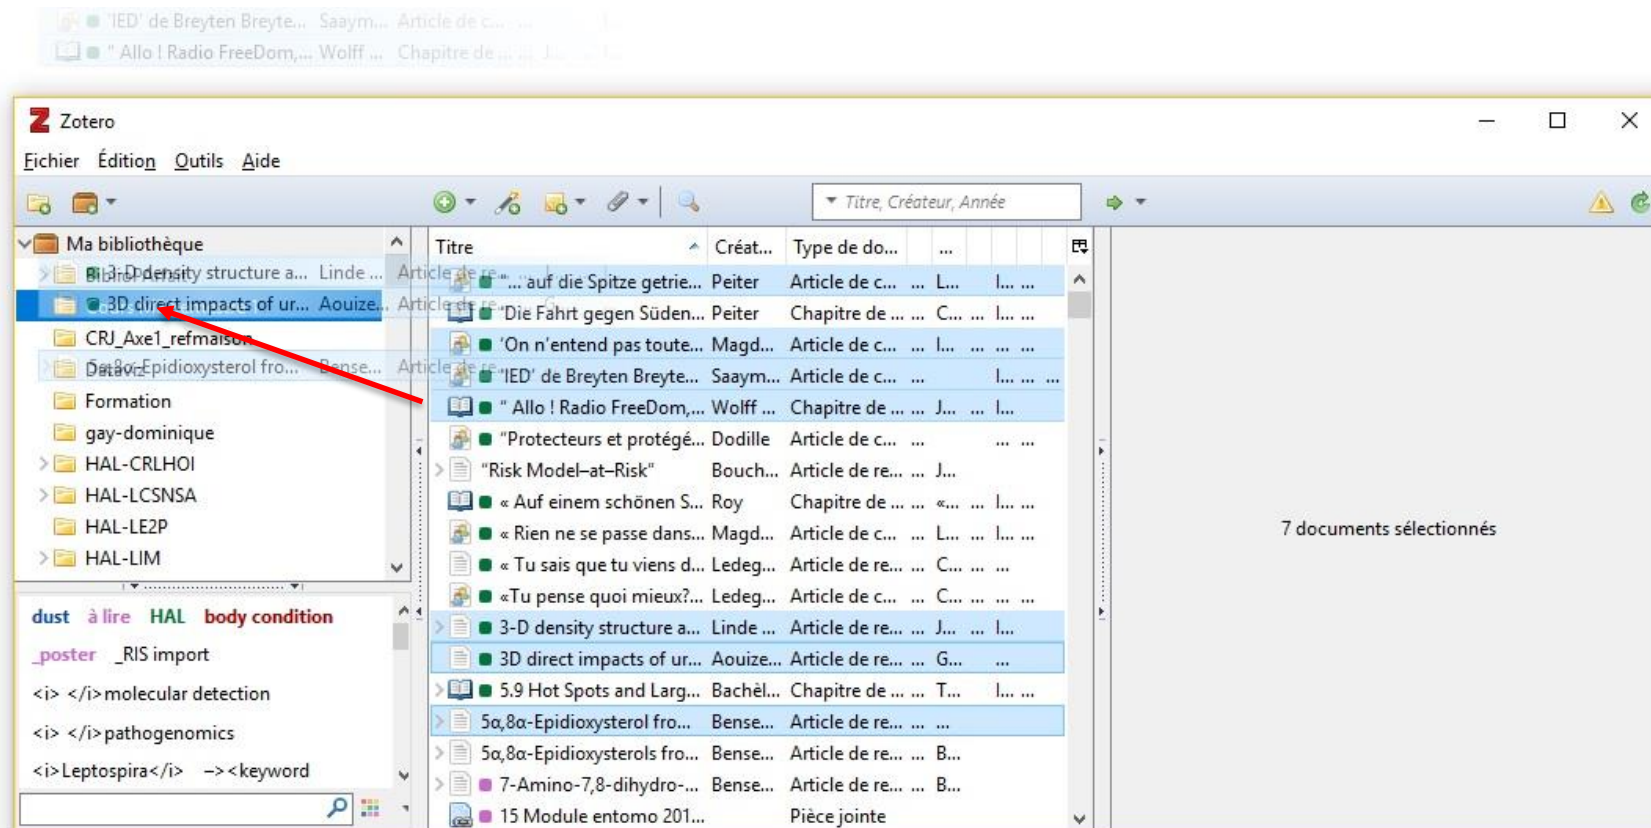 'IED' de Breyten Breyte... Saaym... Article de c...
" Allo ! Radio FreeDom,... Wolff ... Chapitre de ...
Zotero
Fichier Édition Outils Aide
Titre, Créateur, Année
Ma bibliothèque
3-D density structure a... Linde ... Article de re...
3D direct impacts of ur... Aouize... Article de re... G...
CRJ_Axe1_refmaison
5α,8α-Epidioxysterol fro... Bense... Article de re...
Formation
gay-dominique
HAL-CRLHOI
HAL-LCSNSA
HAL-LE2P
HAL-LIM
dust à lire HAL body condition
_poster _RIS import
<i> </i>molecular detection
<i> </i>pathogenomics
<i>Leptospira</i> –><keyword
Titre Créat... Type de do... ...
"... auf die Spitze getrie... Peiter Article de c... ... L... I... ...
"Die Fahrt gegen Süden... Peiter Chapitre de ... ... C... ... I... ...
'On n'entend pas toute... Magd... Article de c... ... I... ... ...
'IED' de Breyten Breyte... Saaym... Article de c... ... I... ... ...
" Allo ! Radio FreeDom,... Wolff ... Chapitre de ... ... J... ... I...
"Protecteurs et protégé... Dodille Article de c... ... ... ...
"Risk Model–at–Risk" Bouch... Article de re... ... J...
« Auf einem schönen S... Roy Chapitre de ... ... «... ... I... ...
« Rien ne se passe dans... Magd... Article de c... ... L... ... I... ...
« Tu sais que tu viens d... Ledeg... Article de re... ... C... ... ...
«Tu pense quoi mieux?... Ledeg... Article de c... ... C... ... ...
3-D density structure a... Linde ... Article de re... ... J... ... I...
3D direct impacts of ur... Aouize... Article de re... ... G... ...
5.9 Hot Spots and Larg... Bachèl... Chapitre de ... ... T... I... ...
5α,8α-Epidioxysterol fro... Bense... Article de re... ... ...
5α,8α-Epidioxysterols fro... Bense... Article de re... ... B...
7-Amino-7,8-dihydro-... Bense... Article de re... ... B...
15 Module entomo 201... Pièce jointe
7 documents sélectionnés